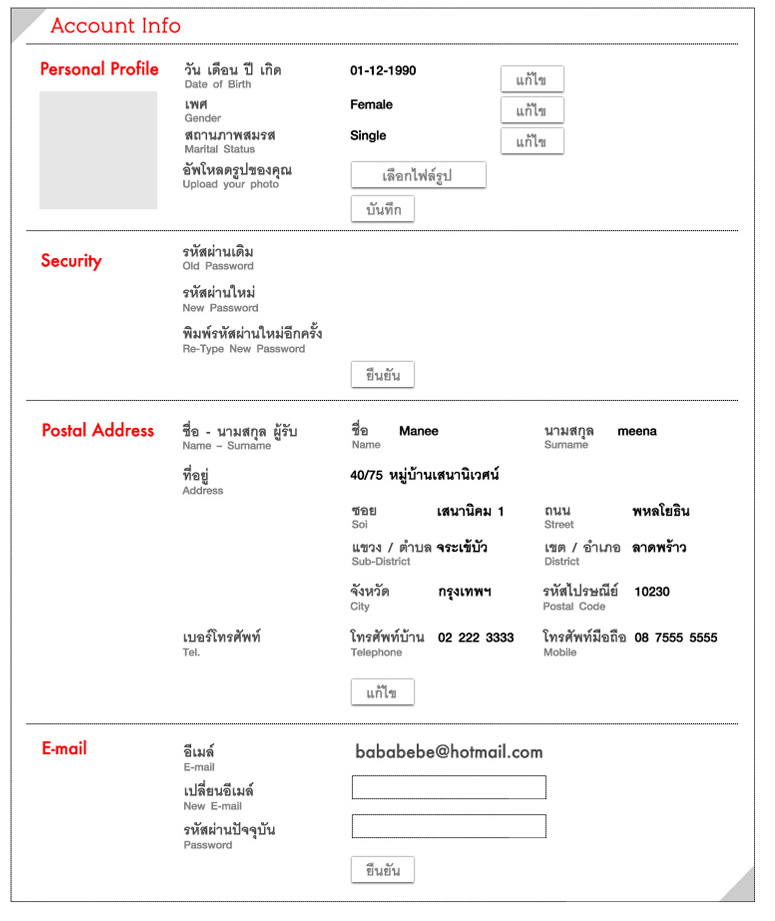 Account Info
Personal Profile
วัน เดือน ปี เกิด 01-12-1990 แก้ไข
Date of Birth
เพศ Female แก้ไข
Gender
สถานภาพสมรส Single แก้ไข
Marital Status
อัพโหลดรูปของคุณ เลือกไฟล์รูป
Upload your photo
บันทึก
Security
รหัสผ่านเดิม
Old Password
รหัสผ่านใหม่
New Password
พิมพ์รหัสผ่านใหม่อีกครั้ง
Re-Type New Password
ยืนยัน
Postal Address
ชื่อ - นามสกุล ผู้รับ ชื่อ Manee นามสกุล meena
Name – Surname Name Surname
ที่อยู่ 40/75 หมู่บ้านเสนานิเวศน์
Address
ซอย เสนานิคม 1 ถนน พหลโยธิน
Soi Street
แขวง / ตำบล จระเข้บัว เขต / อำเภอ ลาดพร้าว
Sub-District District
จังหวัด กรุงเทพฯ รหัสไปรษณีย์ 10230
City Postal Code
เบอร์โทรศัพท์ โทรศัพท์บ้าน 02 222 3333 โทรศัพท์มือถือ 08 7555 5555
Tel. Telephone Mobile
แก้ไข
E-mail
อีเมล์ bababebe@hotmail.com
E-mail
เปลี่ยนอีเมล์
New E-mail
รหัสผ่านปัจจุบัน
Password
ยืนยัน